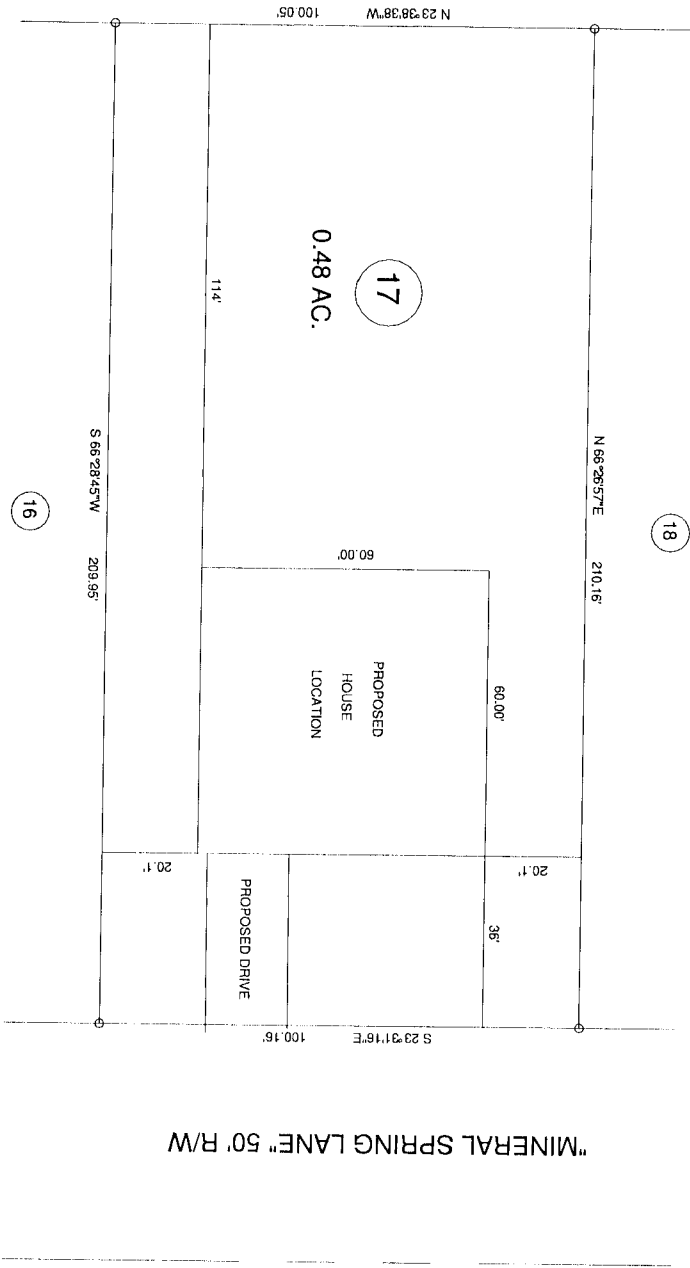 N 23°38'38"W 100.05'
17
0.48 AC.
114'
N 66°26'57"E 210.16'
18
S 66°28'45"W 209.95'
16
60.00'
60.00'
PROPOSED
HOUSE
LOCATION
20.1'
20.1'
PROPOSED DRIVE
36'
S 23°31'16"E 100.16'
"MINERAL SPRING LANE" 50' R/W